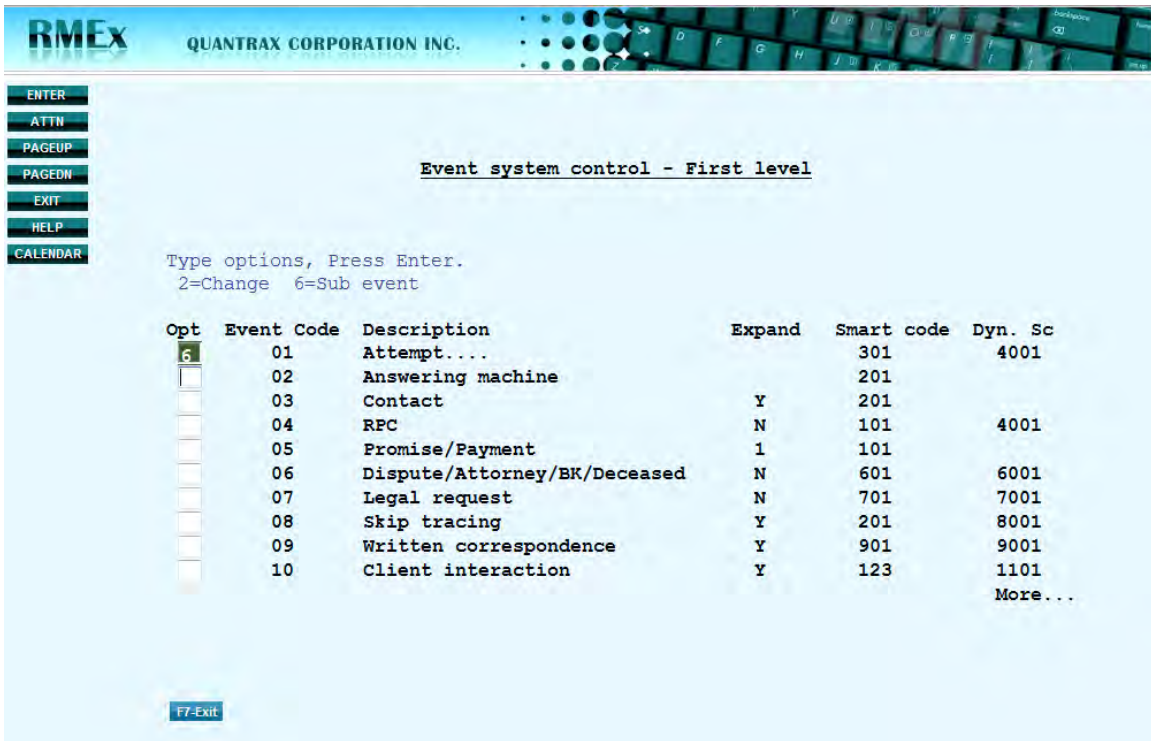 RMEx QUANTRAX CORPORATION INC.
ENTER
ATTN
PAGEUP
PAGEDN
EXIT
HELP
CALENDAR
Event system control - First level
Type options, Press Enter.
2=Change 6=Sub event
Opt Event Code Description Expand Smart code Dyn. Sc
6 01 Attempt.... 301 4001
02 Answering machine 201
03 Contact Y 201
04 RPC N 101 4001
05 Promise/Payment 1 101
06 Dispute/Attorney/BK/Deceased N 601 6001
07 Legal request N 701 7001
08 Skip tracing Y 201 8001
09 Written correspondence Y 901 9001
10 Client interaction Y 123 1101
More...
F7-Exit